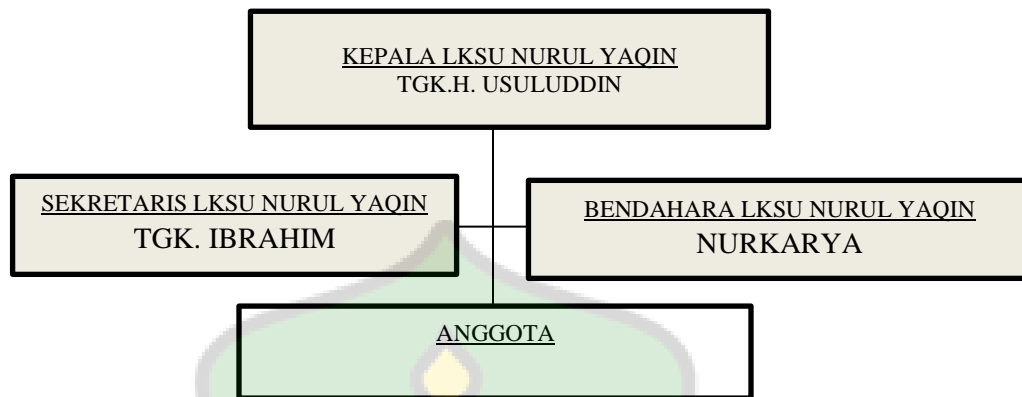 KEPALA LKSU NURUL YAQIN
TGK.H. USULUDDIN
SEKRETARIS LKSU NURUL YAQIN
TGK. IBRAHIM
BENDAHARA LKSU NURUL YAQIN
NURKARYA
ANGGOTA